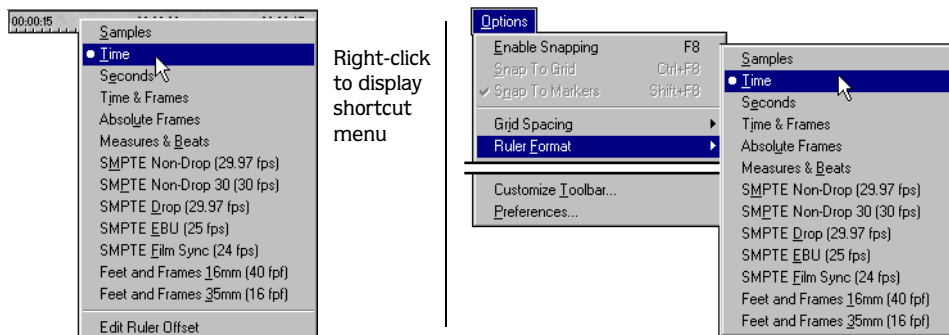 00:00:15
Samples
Time
Seconds
Time & Frames
Absolute Frames
Measures & Beats
SMPTE Non-Drop (29.97 fps)
SMPTE Non-Drop 30 (30 fps)
SMPTE Drop (29.97 fps)
SMPTE EBU (25 fps)
SMPTE Film Sync (24 fps)
Feet and Frames 16mm (40 fpf)
Feet and Frames 35mm (16 fpf)
Edit Ruler Offset
Right-click
to display
shortcut
menu
Options
Enable Snapping F8
Snap To Grid Ctrl+F8
Snap To Markers Shift+F8
Grid Spacing
Ruler Format
Customize Toolbar...
Preferences...
Samples
Time
Seconds
Time & Frames
Absolute Frames
Measures & Beats
SMPTE Non-Drop (29.97 fps)
SMPTE Non-Drop 30 (30 fps)
SMPTE Drop (29.97 fps)
SMPTE EBU (25 fps)
SMPTE Film Sync (24 fps)
Feet and Frames 16mm (40 fpf)
Feet and Frames 35mm (16 fpf)